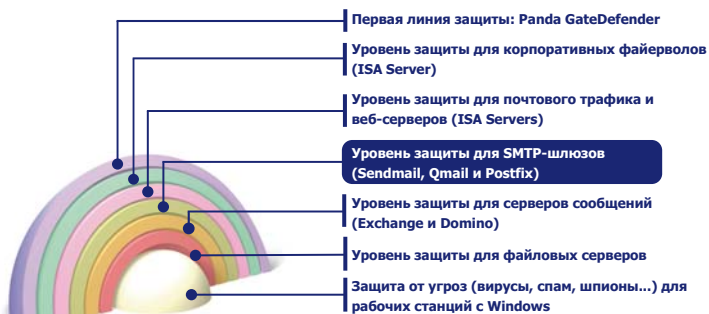 Первая линия защиты: Panda GateDefender
Уровень защиты для корпоративных файерволов
(ISA Server)
Уровень защиты для почтового трафика и
веб-серверов (ISA Servers)
Уровень защиты для SMTP-шлюзов
(Sendmail, Qmail и Postfix)
Уровень защиты для серверов сообщений
(Exchange и Domino)
Уровень защиты для файловых серверов
Защита от угроз (вирусы, спам, шпионы...) для
рабочих станций с Windows